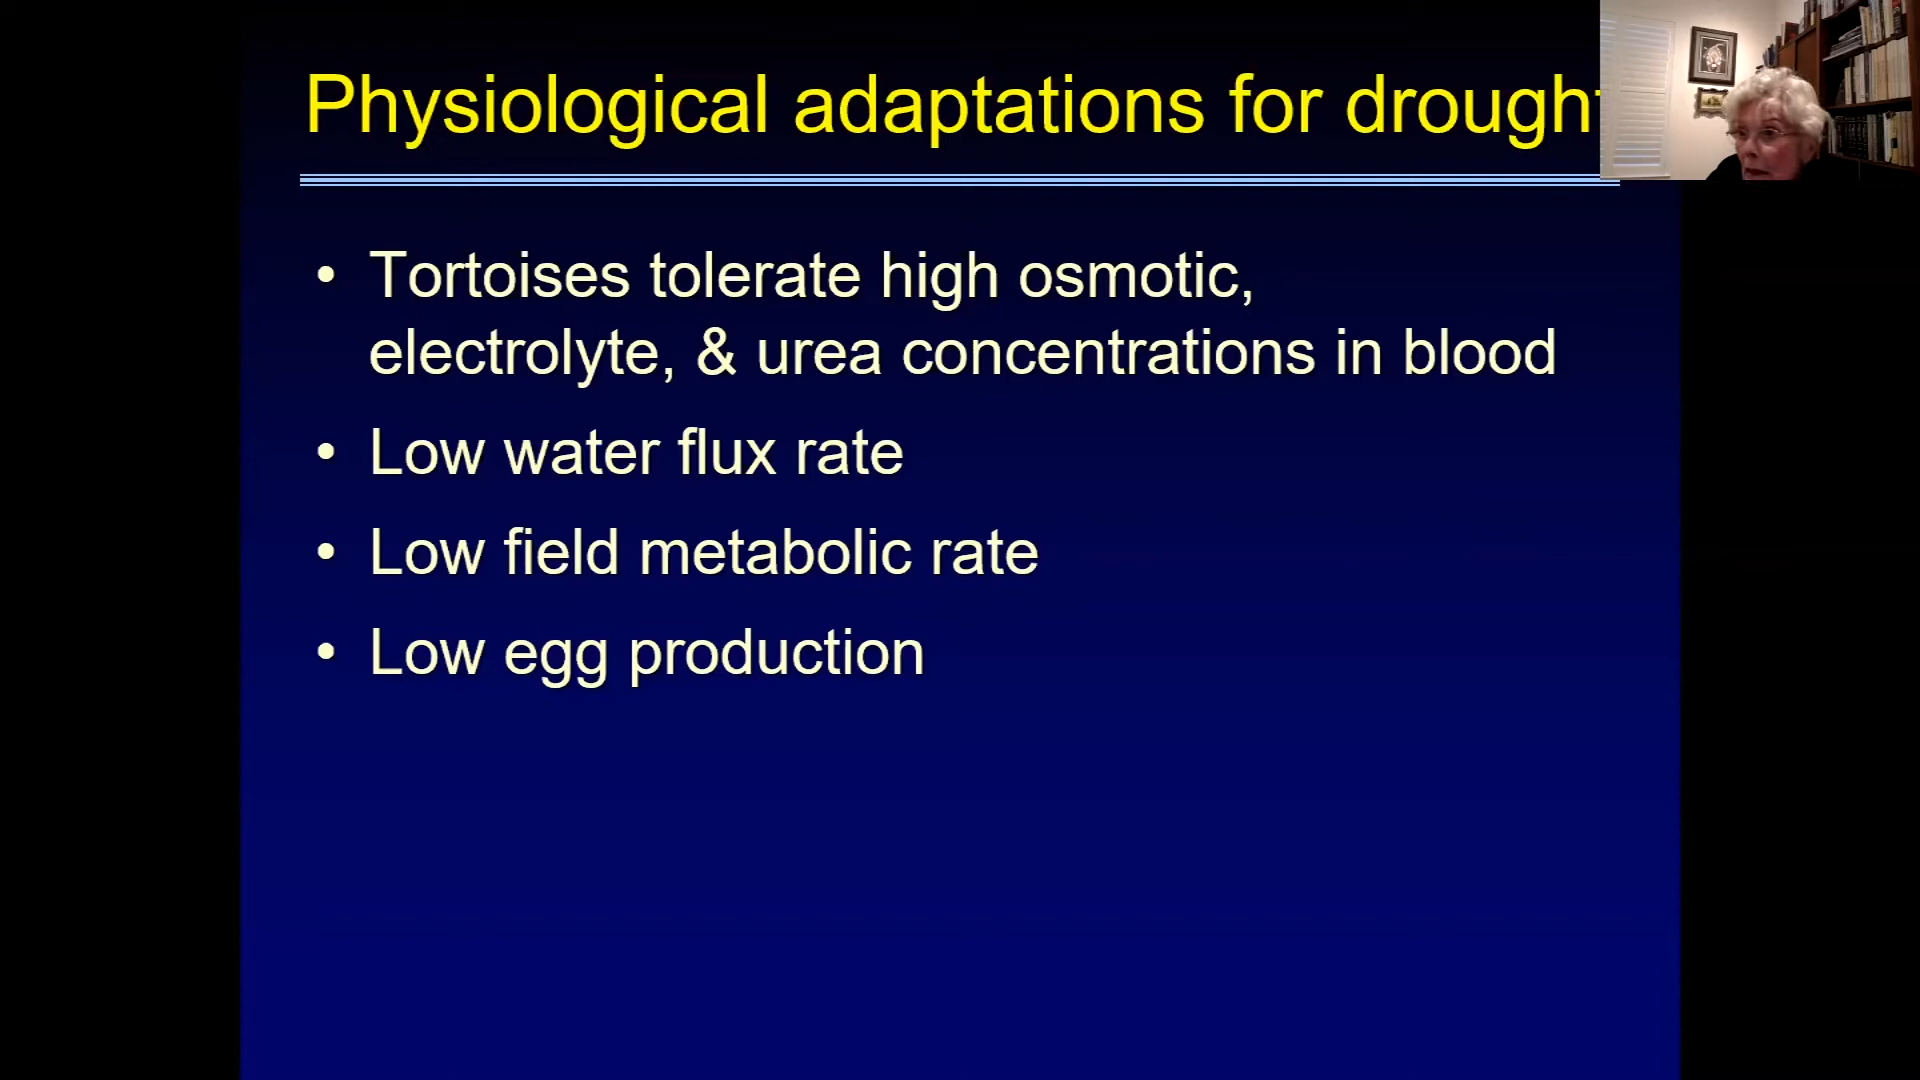 Physiological adaptations for drought
• Tortoises tolerate high osmotic,
electrolyte, & urea concentrations in blood
• Low water flux rate
• Low field metabolic rate
• Low egg production